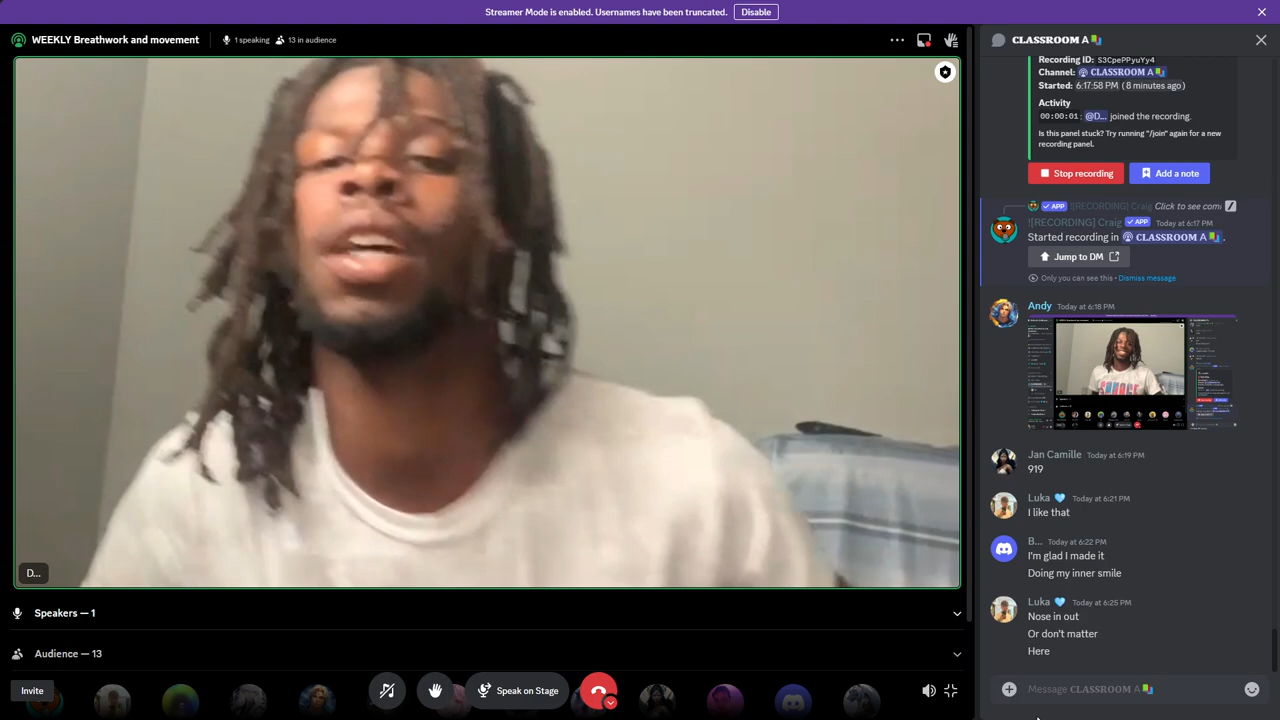 Streamer Mode is enabled. Usernames have been truncated.
Disable
WEEKLY Breathwork and movement
1 speaking
13 in audience
D...
Speakers — 1
Audience — 13
Invite
Speak on Stage
CLASSROOM A
Recording ID: S3CpePPyuYy4
Channel: CLASSROOM A
Started: 6:17:58 PM (8 minutes ago)
Activity
00:00:01: @D... joined the recording.
Is this panel stuck? Try running "/join" again for a new
recording panel.
Stop recording
Add a note
APP ![RECORDING] Craig Click to see com
![RECORDING] Craig APP Today at 6:17 PM
Started recording in CLASSROOM A.
Jump to DM
Only you can see this • Dismiss message
Andy Today at 6:18 PM
Jan Camille Today at 6:19 PM
919
Luka Today at 6:21 PM
I like that
B... Today at 6:22 PM
I'm glad I made it
Doing my inner smile
Luka Today at 6:25 PM
Nose in out
Or don't matter
Here
Message CLASSROOM A